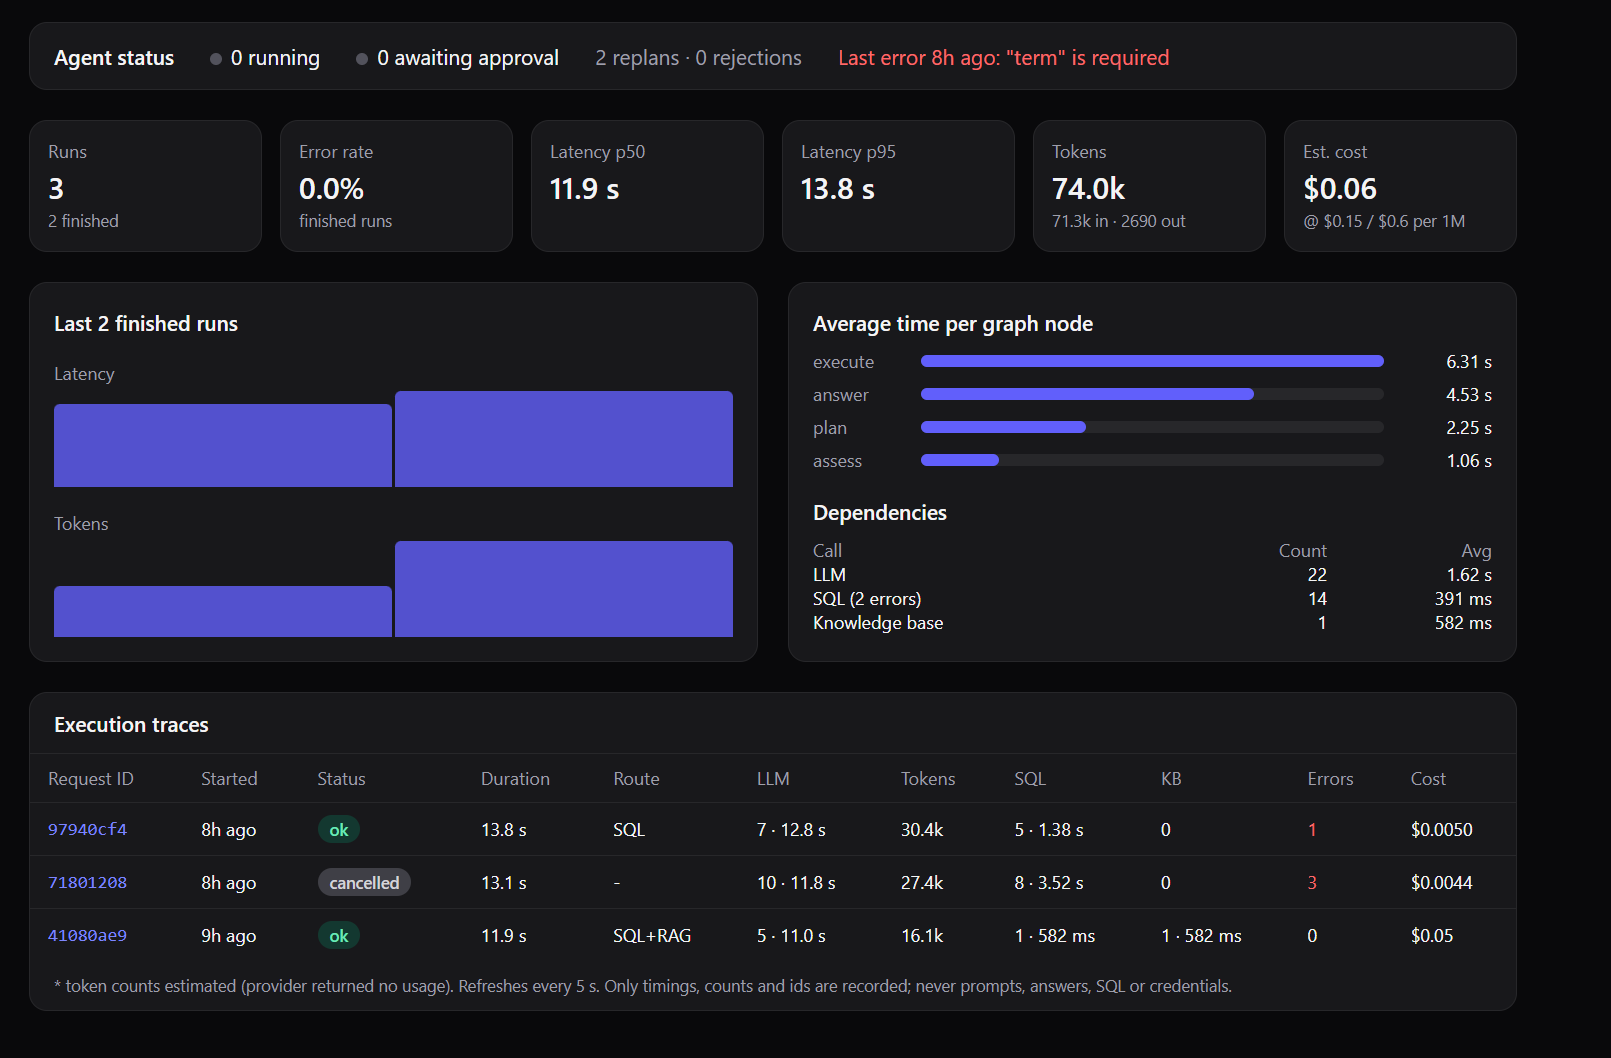 Agent status 0 running 0 awaiting approval 2 replans · 0 rejections Last error 8h ago: "term" is required
Runs
3
2 finished
Error rate
0.0%
finished runs
Latency p50
11.9 s
Latency p95
13.8 s
Tokens
74.0k
71.3k in · 2690 out
Est. cost
$0.06
@ $0.15 / $0.6 per 1M
Last 2 finished runs
Latency
Tokens
Average time per graph node
execute 6.31 s
answer 4.53 s
plan 2.25 s
assess 1.06 s
Dependencies
Call Count Avg
LLM 22 1.62 s
SQL (2 errors) 14 391 ms
Knowledge base 1 582 ms
Execution traces
Request ID Started Status Duration Route LLM Tokens SQL KB Errors Cost
97940cf4 8h ago ok 13.8 s SQL 7 · 12.8 s 30.4k 5 · 1.38 s 0 1 $0.0050
71801208 8h ago cancelled 13.1 s - 10 · 11.8 s 27.4k 8 · 3.52 s 0 3 $0.0044
41080ae9 9h ago ok 11.9 s SQL+RAG 5 · 11.0 s 16.1k 1 · 582 ms 1 · 582 ms 0 $0.05
* token counts estimated (provider returned no usage). Refreshes every 5 s. Only timings, counts and ids are recorded; never prompts, answers, SQL or credentials.